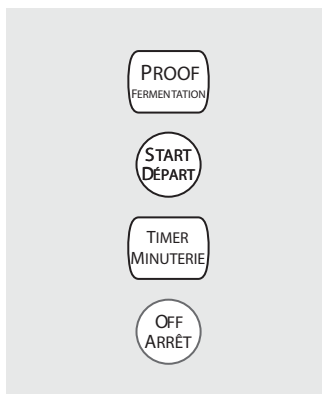 PROOF
FERMENTATION
START
DÉPART
TIMER
MINUTERIE
OFF
ARRÊT